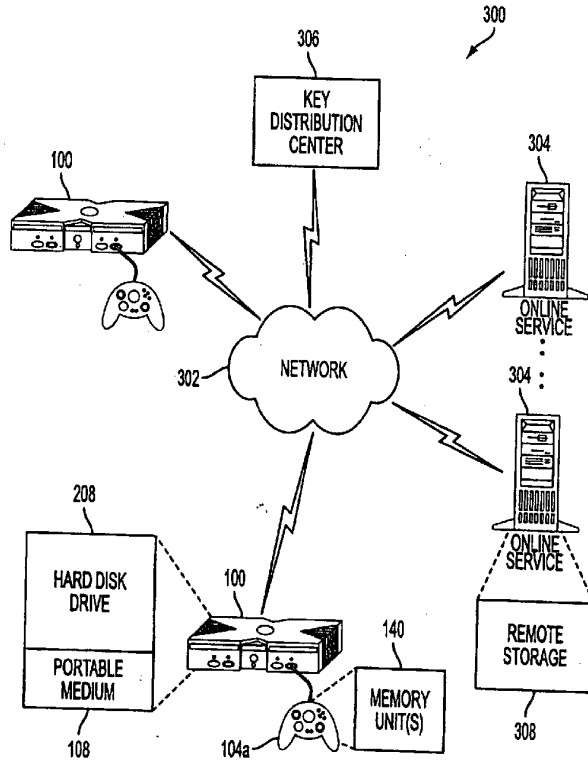 300
306
KEY
DISTRIBUTION
CENTER
100
304
ONLINE
SERVICE
302
NETWORK
304
208
ONLINE
SERVICE
HARD DISK
DRIVE
100
140
REMOTE
STORAGE
PORTABLE
MEDIUM
MEMORY
UNIT(S)
308
108
104a